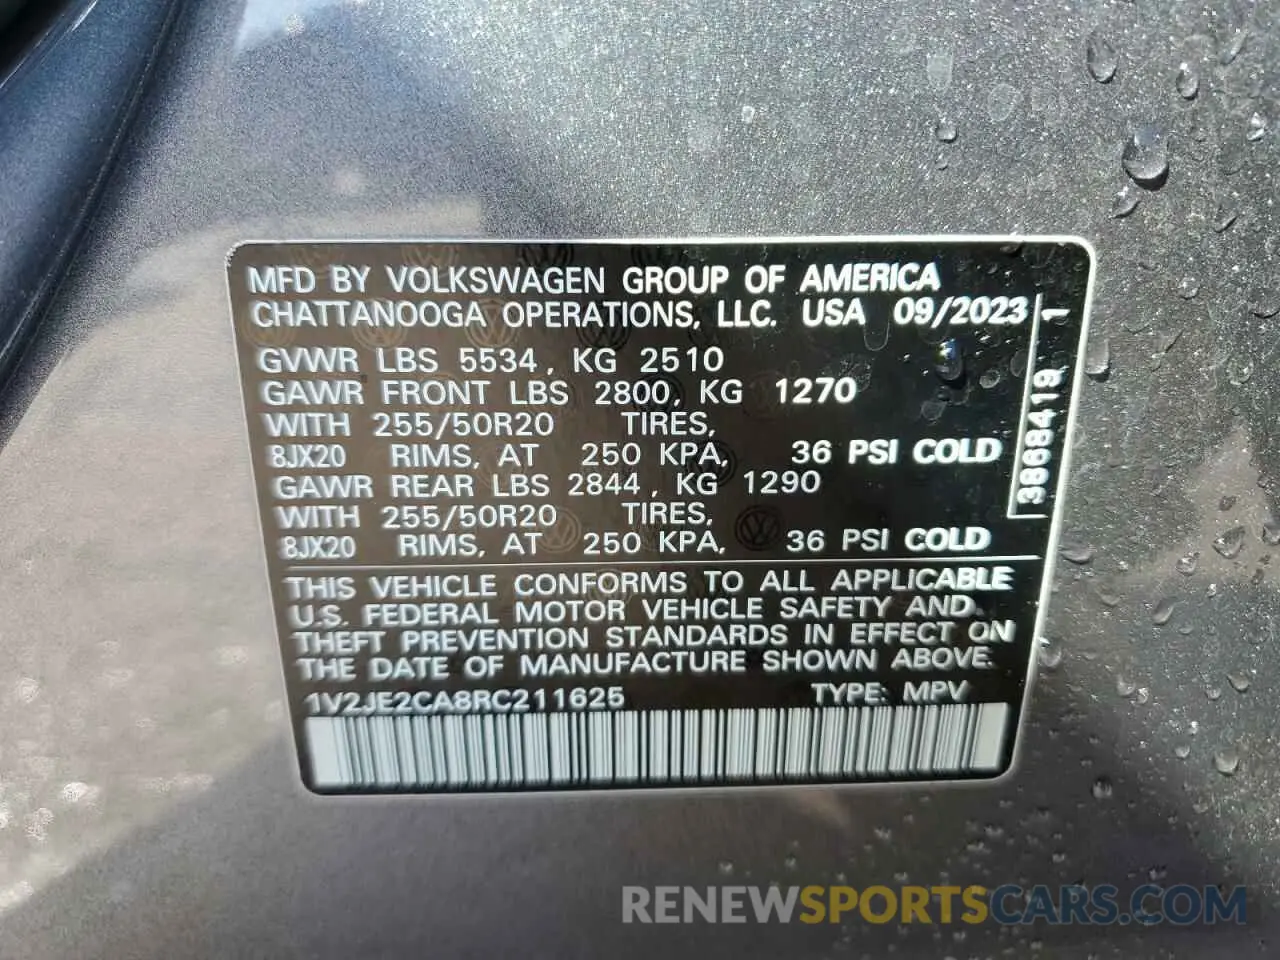 MFD BY VOLKSWAGEN GROUP OF AMERICA
CHATTANOOGA OPERATIONS, LLC. USA 09/2023
GVWR LBS 5534, KG 2510
GAWR FRONT LBS 2800, KG 1270
WITH 255/50R20 TIRES,
8JX20 RIMS, AT 250 KPA, 36 PSI COLD
GAWR REAR LBS 2844, KG 1290
WITH 255/50R20 TIRES,
8JX20 RIMS, AT 250 KPA, 36 PSI COLD
3868419 1
THIS VEHICLE CONFORMS TO ALL APPLICABLE
U.S. FEDERAL MOTOR VEHICLE SAFETY AND
THEFT PREVENTION STANDARDS IN EFFECT ON
THE DATE OF MANUFACTURE SHOWN ABOVE.
1V2JE2CA8RC211625 TYPE: MPV
RENEWSPORTSCARS.COM